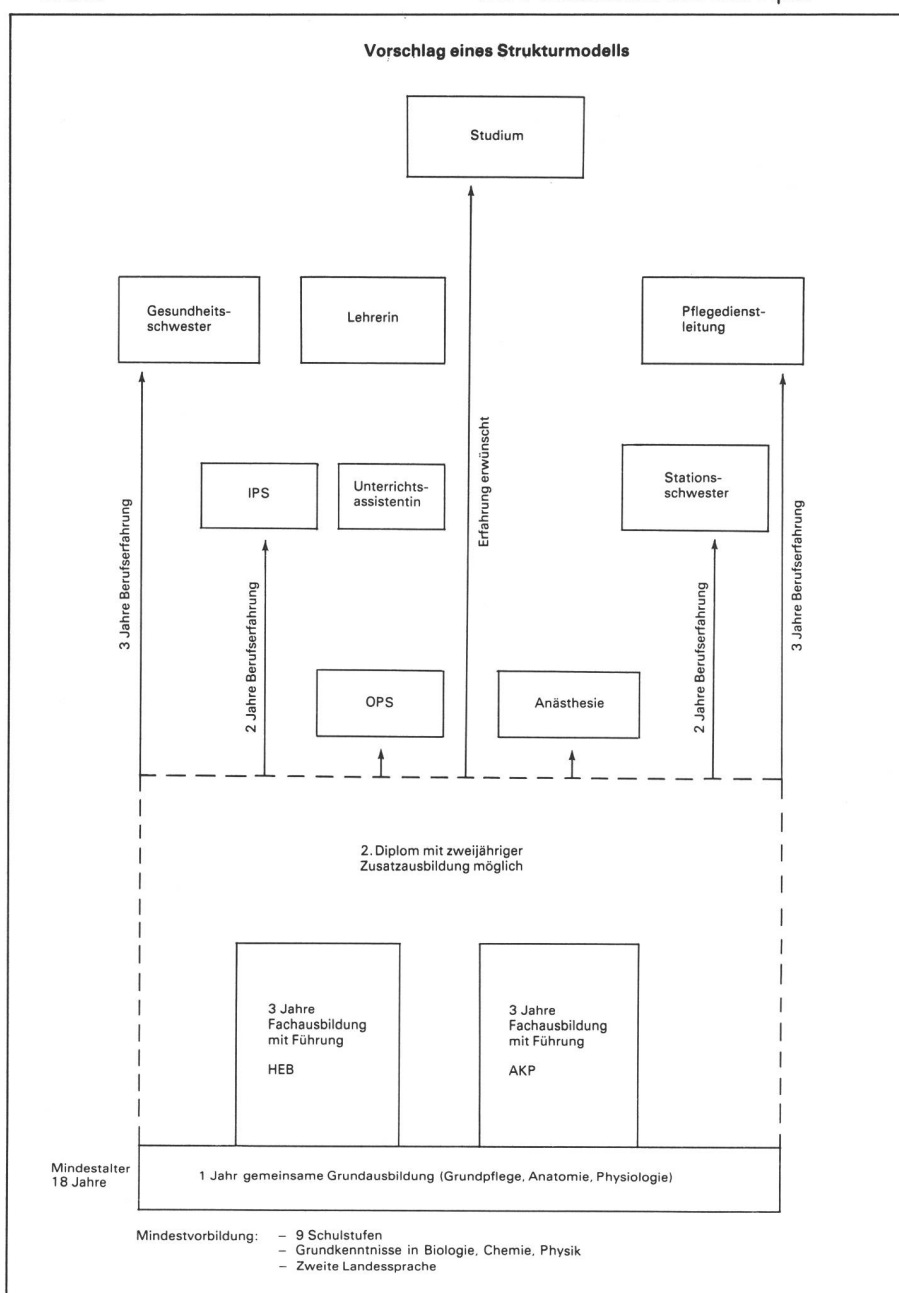 Vorschlag eines Strukturmodells
Studium
Gesundheits-
schwester
Lehrerin
Pflegedienst-
leitung
IPS
Unterrichts-
assistentin
Stations-
schwester
3 Jahre Berufserfahrung
2 Jahre Berufserfahrung
Erfahrung erwünscht
2 Jahre Berufserfahrung
3 Jahre Berufserfahrung
OPS
Anästhesie
2. Diplom mit zweijähriger
Zusatzausbildung möglich
3 Jahre
Fachausbildung
mit Führung
HEB
3 Jahre
Fachausbildung
mit Führung
AKP
Mindestalter
18 Jahre
1 Jahr gemeinsame Grundausbildung (Grundpflege, Anatomie, Physiologie)
Mindestvorbildung: – 9 Schulstufen
– Grundkenntnisse in Biologie, Chemie, Physik
– Zweite Landessprache